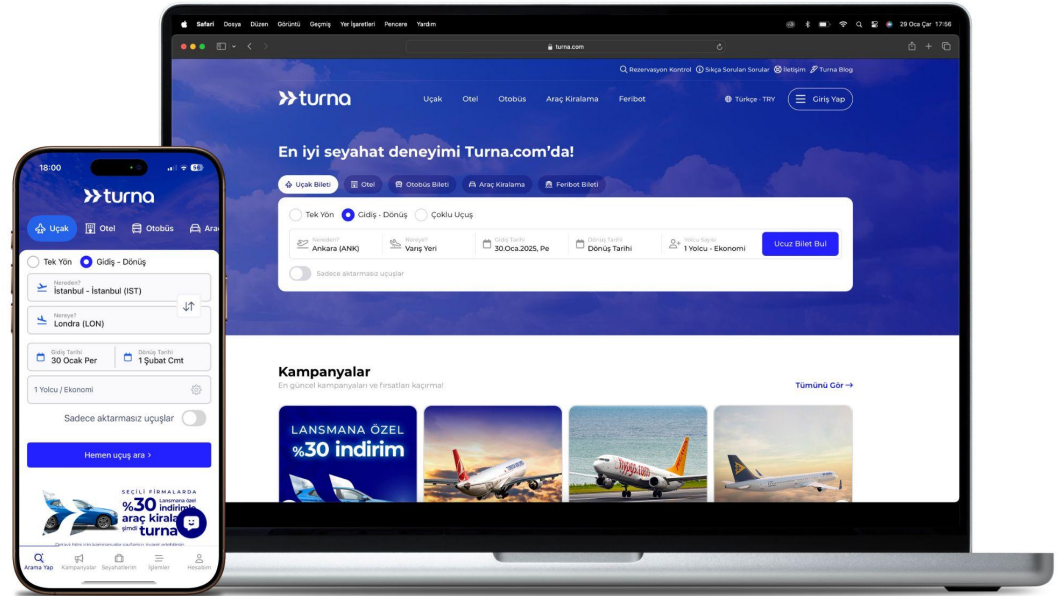 Safari Dosya Düzen Görüntü Geçmiş Yer İşaretleri Pencere Yardım
29 Oca Çar 17:56
turna.com
Rezervasyon Kontrol Sıkça Sorulan Sorular İletişim Turna Blog
turna
Uçak Otel Otobüs Araç Kiralama Feribot
Türkçe · TRY
Giriş Yap
En iyi seyahat deneyimi Turna.com'da!
Uçak Bileti Otel Otobüs Bileti Araç Kiralama Feribot Bileti
Tek Yön Gidiş - Dönüş Çoklu Uçuş
Nereden? Nereye? Gidiş Tarihi Dönüş Tarihi Yolcu Sayısı
Ankara (ANK) Varış Yeri 30.Oca.2025, Pe Dönüş Tarihi 1 Yolcu - Ekonomi
Ucuz Bilet Bul
Sadece aktarmasız uçuşlar
Kampanyalar
En güncel kampanyaları ve fırsatları kaçırma!
Tümünü Gör
LANSMANA ÖZEL
%30 indirim
18:00
turna
Uçak Otel Otobüs Ara
Tek Yön Gidiş - Dönüş
Nereden?
İstanbul - İstanbul (IST)
Nereye?
Londra (LON)
Gidiş Tarihi Dönüş Tarihi
30 Ocak Per 1 Şubat Cmt
1 Yolcu / Ekonomi
Sadece aktarmasız uçuşlar
Hemen uçuş ara
SEÇİLİ FİRMALARDA
%30 Lansmana özel
indirimle
araç kirala
şimdi turna
Arama Yap Kampanyalar Seyahatlerim İşlemler Hesabım